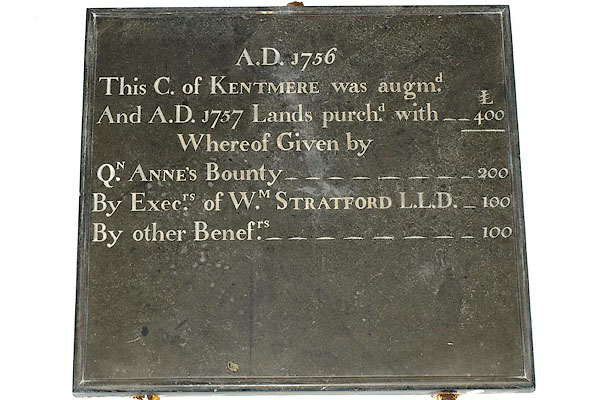 A.D. 1756
This C. of KENTMERE was augm.d
£
And A.D. 1757 Lands purch.d with 400
Whereof Given by
Q.N ANNE'S Bounty 200
By Exec.rs of W.M STRATFORD L.L.D. 100
By other Benef.rs 100